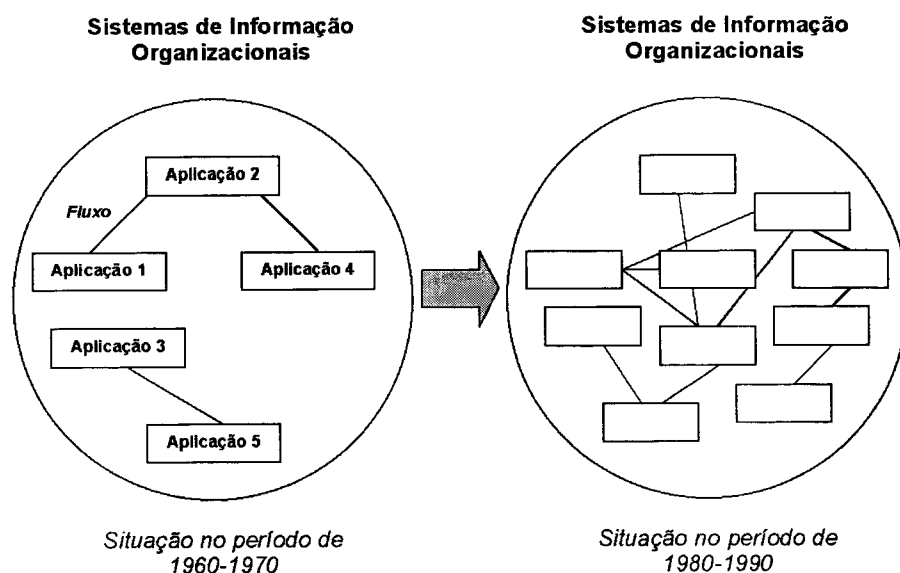 Sistemas de Informação
Organizacionais
Aplicação 2
Fluxo
Aplicação 1
Aplicação 4
Aplicação 3
Aplicação 5
Situação no período de
1960-1970
Sistemas de Informação
Organizacionais
Situação no período de
1980-1990